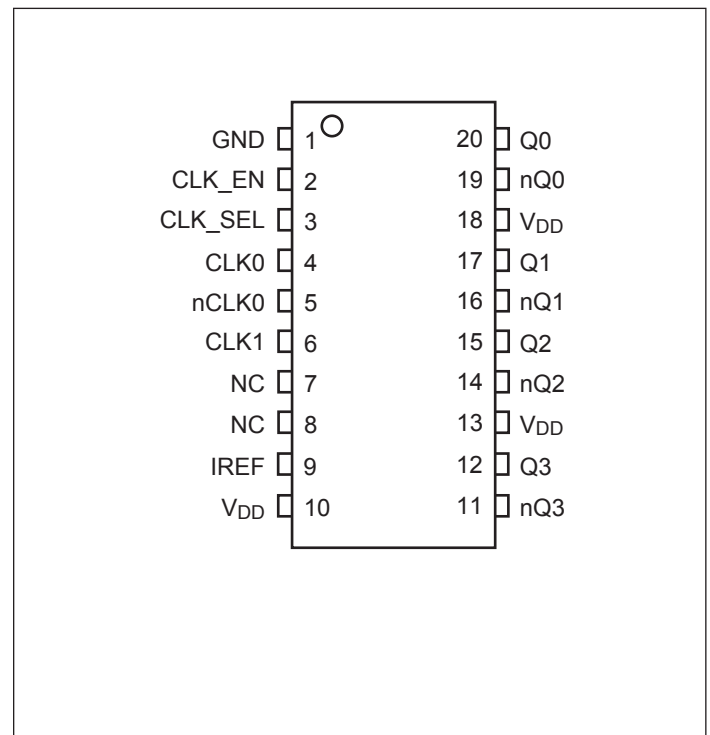 GND 1 20 Q0
CLK_EN 2 19 nQ0
CLK_SEL 3 18 VDD
CLK0 4 17 Q1
nCLK0 5 16 nQ1
CLK1 6 15 Q2
NC 7 14 nQ2
NC 8 13 VDD
IREF 9 12 Q3
VDD 10 11 nQ3